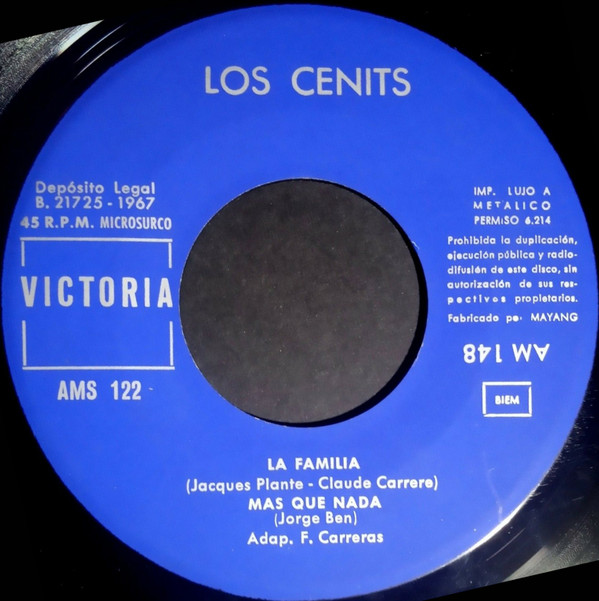 LOS CENITS
Depósito Legal
B. 21725 - 1967
45 R.P.M. MICROSURCO
VICTORIA
AMS 122
IMP. LUJO A
METALICO
PERMISO 6.214
Prohibida la duplicación,
ejecución pública y radio-
difusión de este disco, sin
autorización de sus res-
pectivos propietarios.
Fabricado por MAYANG
AM 148
BIEM
LA FAMILIA
(Jacques Plante - Claude Carrere)
MAS QUE NADA
(Jorge Ben)
Adap. F. Carreras